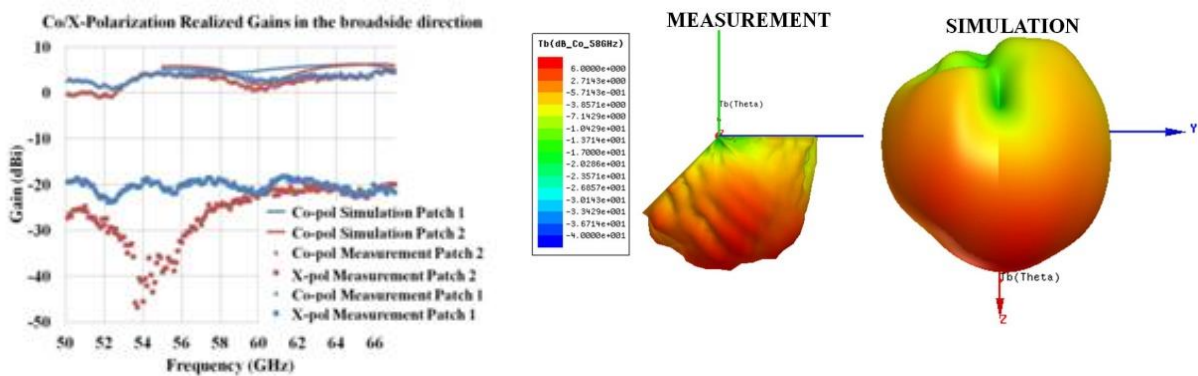 Co/X-Polarization Realized Gains in the broadside direction
10
0
-10
-20
-30
-40
-50
Gain (dBi)
50 52 54 56 58 60 62 64 66
Frequency (GHz)
Co-pol Simulation Patch 1
Co-pol Simulation Patch 2
Co-pol Measurement Patch 2
X-pol Measurement Patch 2
Co-pol Measurement Patch 1
X-pol Measurement Patch 1
MEASUREMENT
Tb(dB_Co_58GHz)
6.0000e+000
2.7143e+000
-5.7143e-001
-3.8571e+000
-7.1429e+000
-1.0429e+001
-1.3714e+001
-1.7000e+001
-2.0286e+001
-2.3571e+001
-2.6857e+001
-3.0143e+001
-3.3429e+001
-3.6714e+001
-4.0000e+001
Tb(Theta)
SIMULATION
Y
Tb(Theta)
Z